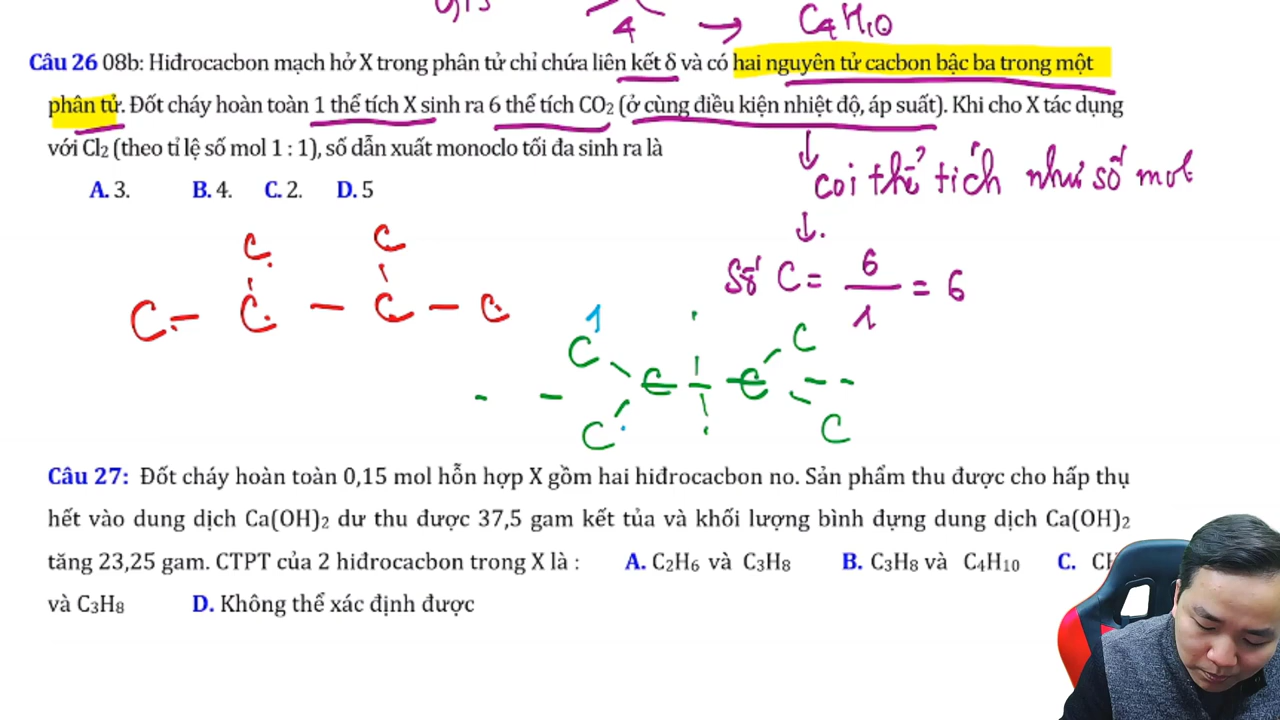 4 → C₄H₁₀
Câu 26 08b: Hiđrocacbon mạch hở X trong phân tử chỉ chứa liên kết δ và có hai nguyên tử cacbon bậc ba trong một
phân tử. Đốt cháy hoàn toàn 1 thể tích X sinh ra 6 thể tích CO₂ (ở cùng điều kiện nhiệt độ, áp suất). Khi cho X tác dụng
với Cl₂ (theo tỉ lệ số mol 1 : 1), số dẫn xuất monoclo tối đa sinh ra là
↓
coi thể tích như số mol
A. 3. B. 4. C. 2. D. 5
↓
Số C = 6/1 = 6
C C
C - C - C - C
1
C C
C - C
C C
Câu 27: Đốt cháy hoàn toàn 0,15 mol hỗn hợp X gồm hai hiđrocacbon no. Sản phẩm thu được cho hấp thụ
hết vào dung dịch Ca(OH)₂ dư thu được 37,5 gam kết tủa và khối lượng bình đựng dung dịch Ca(OH)₂
tăng 23,25 gam. CTPT của 2 hiđrocacbon trong X là : A. C₂H₆ và C₃H₈ B. C₃H₈ và C₄H₁₀ C.
và C₃H₈ D. Không thể xác định được